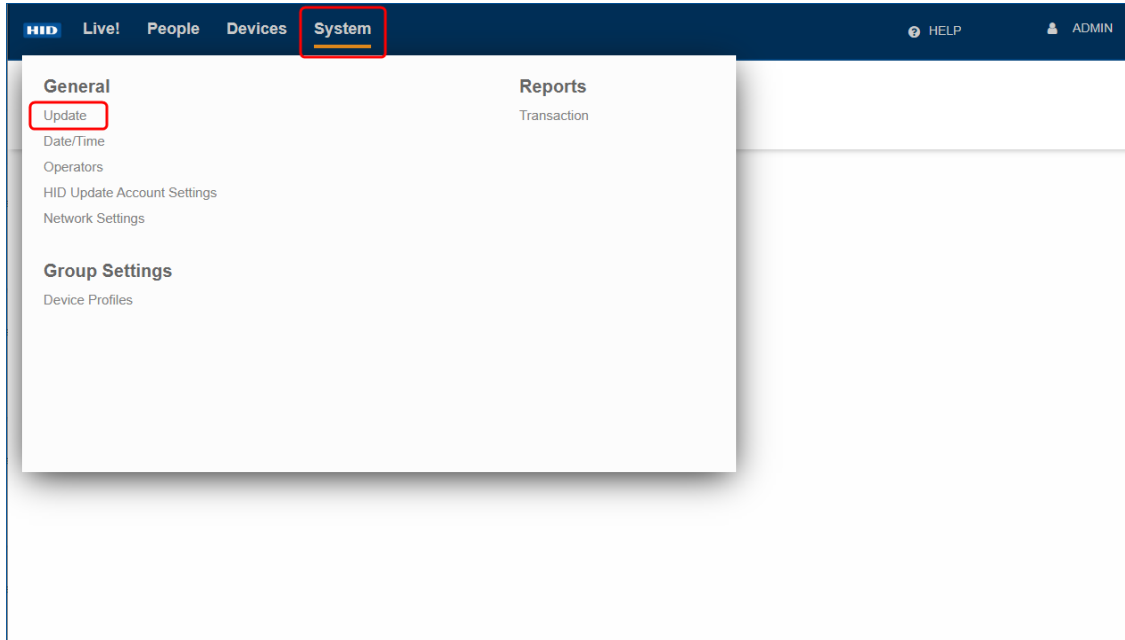 HID Live! People Devices System HELP ADMIN
General
Update
Date/Time
Operators
HID Update Account Settings
Network Settings
Group Settings
Device Profiles
Reports
Transaction